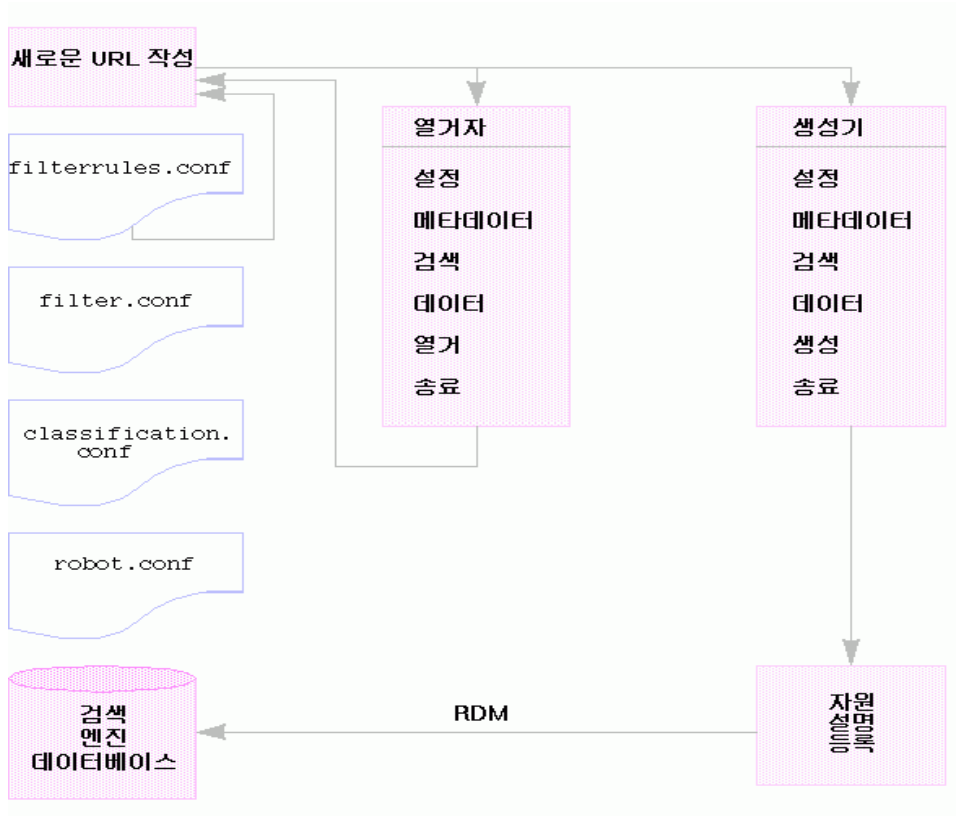 새로운 URL 작성
filterrules.conf
filter.conf
classification.
conf
robot.conf
열거자
설정
메타데이터
검색
데이터
열거
송료
생성기
설정
메타데이터
검색
데이터
생성
송료
자원
설명
등록
RDM
검색
엔진
데이터베이스